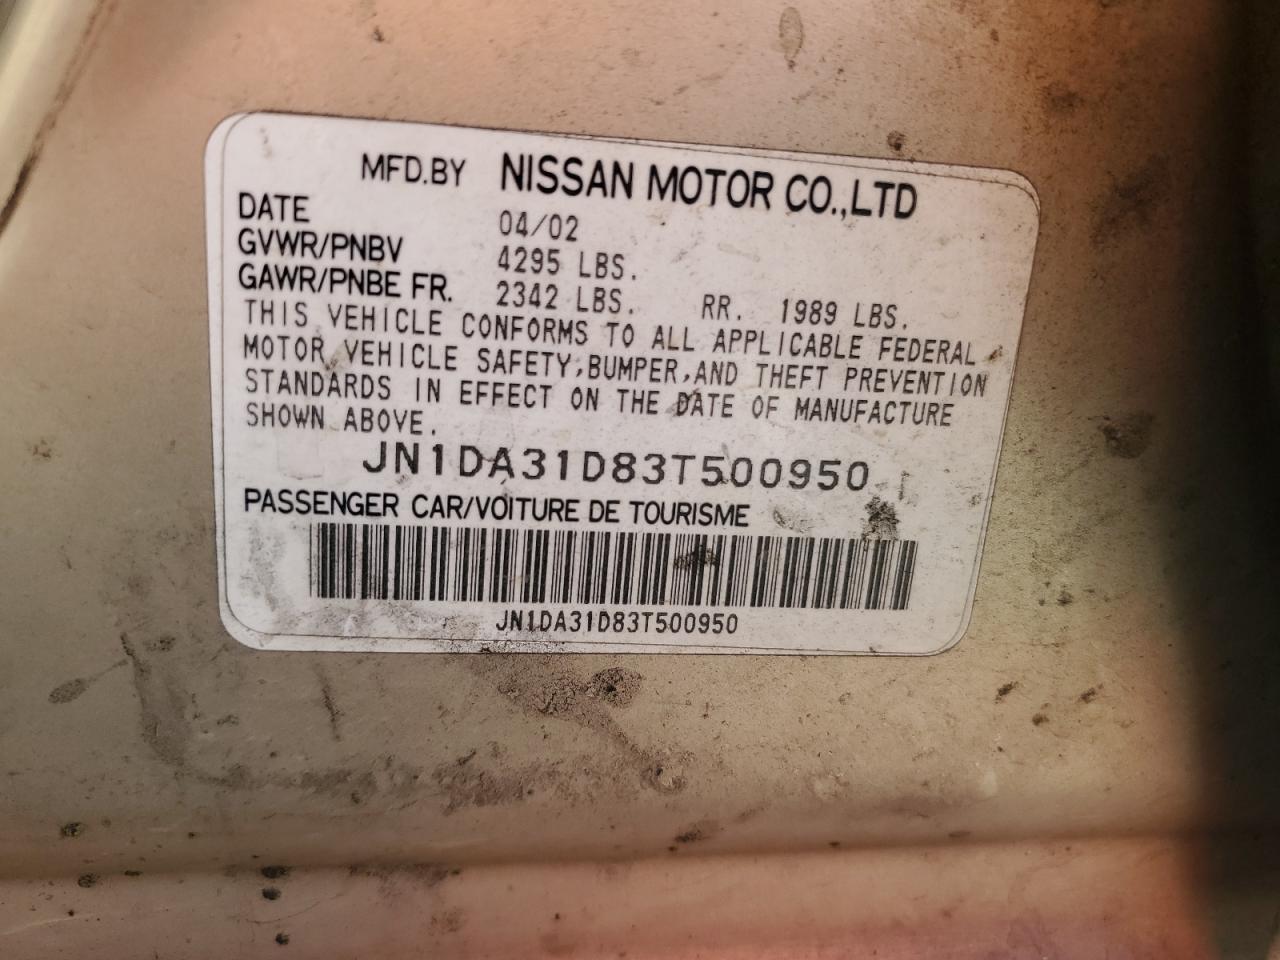 MFD.BY NISSAN MOTOR CO.,LTD
DATE 04/02
GVWR/PNBV 4295 LBS.
GAWR/PNBE FR. 2342 LBS. RR. 1989 LBS.
THIS VEHICLE CONFORMS TO ALL APPLICABLE FEDERAL
MOTOR VEHICLE SAFETY,BUMPER,AND THEFT PREVENTION
STANDARDS IN EFFECT ON THE DATE OF MANUFACTURE
SHOWN ABOVE.
JN1DA31D83T500950
PASSENGER CAR/VOITURE DE TOURISME
JN1DA31D83T500950